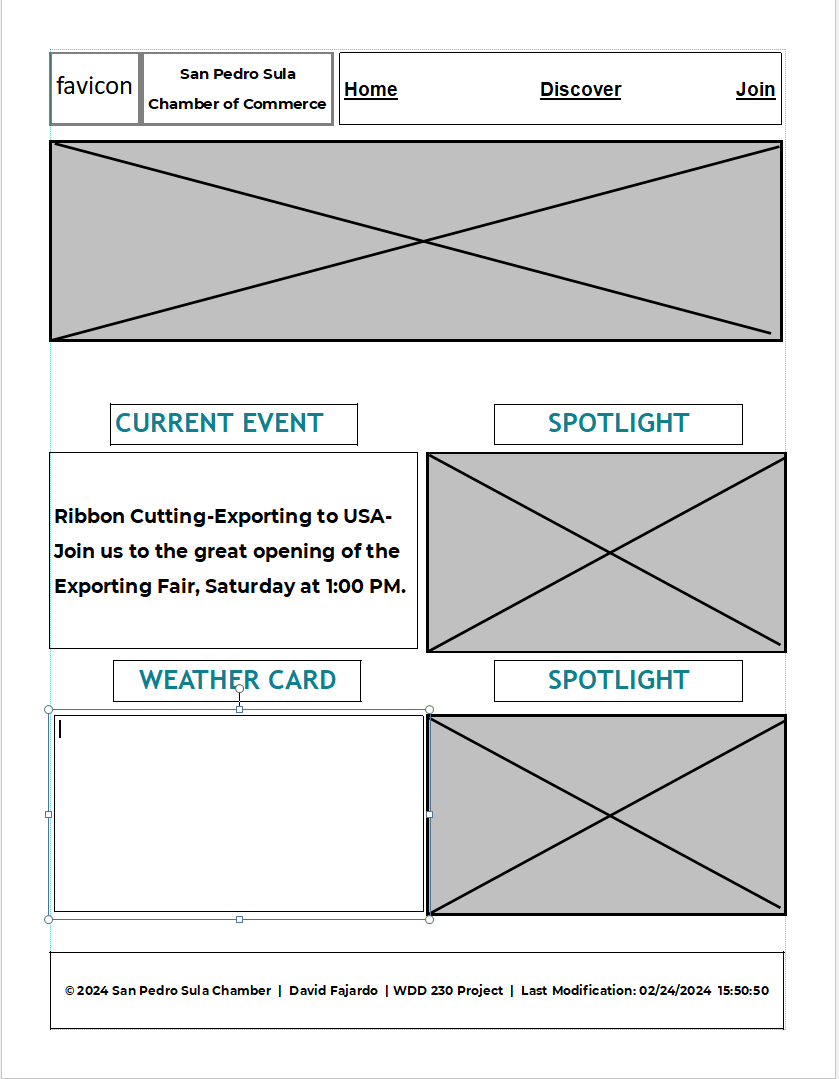 favicon
San Pedro Sula
Chamber of Commerce
Home Discover Join
CURRENT EVENT
SPOTLIGHT
Ribbon Cutting-Exporting to USA-
Join us to the great opening of the
Exporting Fair, Saturday at 1:00 PM.
WEATHER CARD
SPOTLIGHT
© 2024 San Pedro Sula Chamber | David Fajardo | WDD 230 Project | Last Modification: 02/24/2024 15:50:50